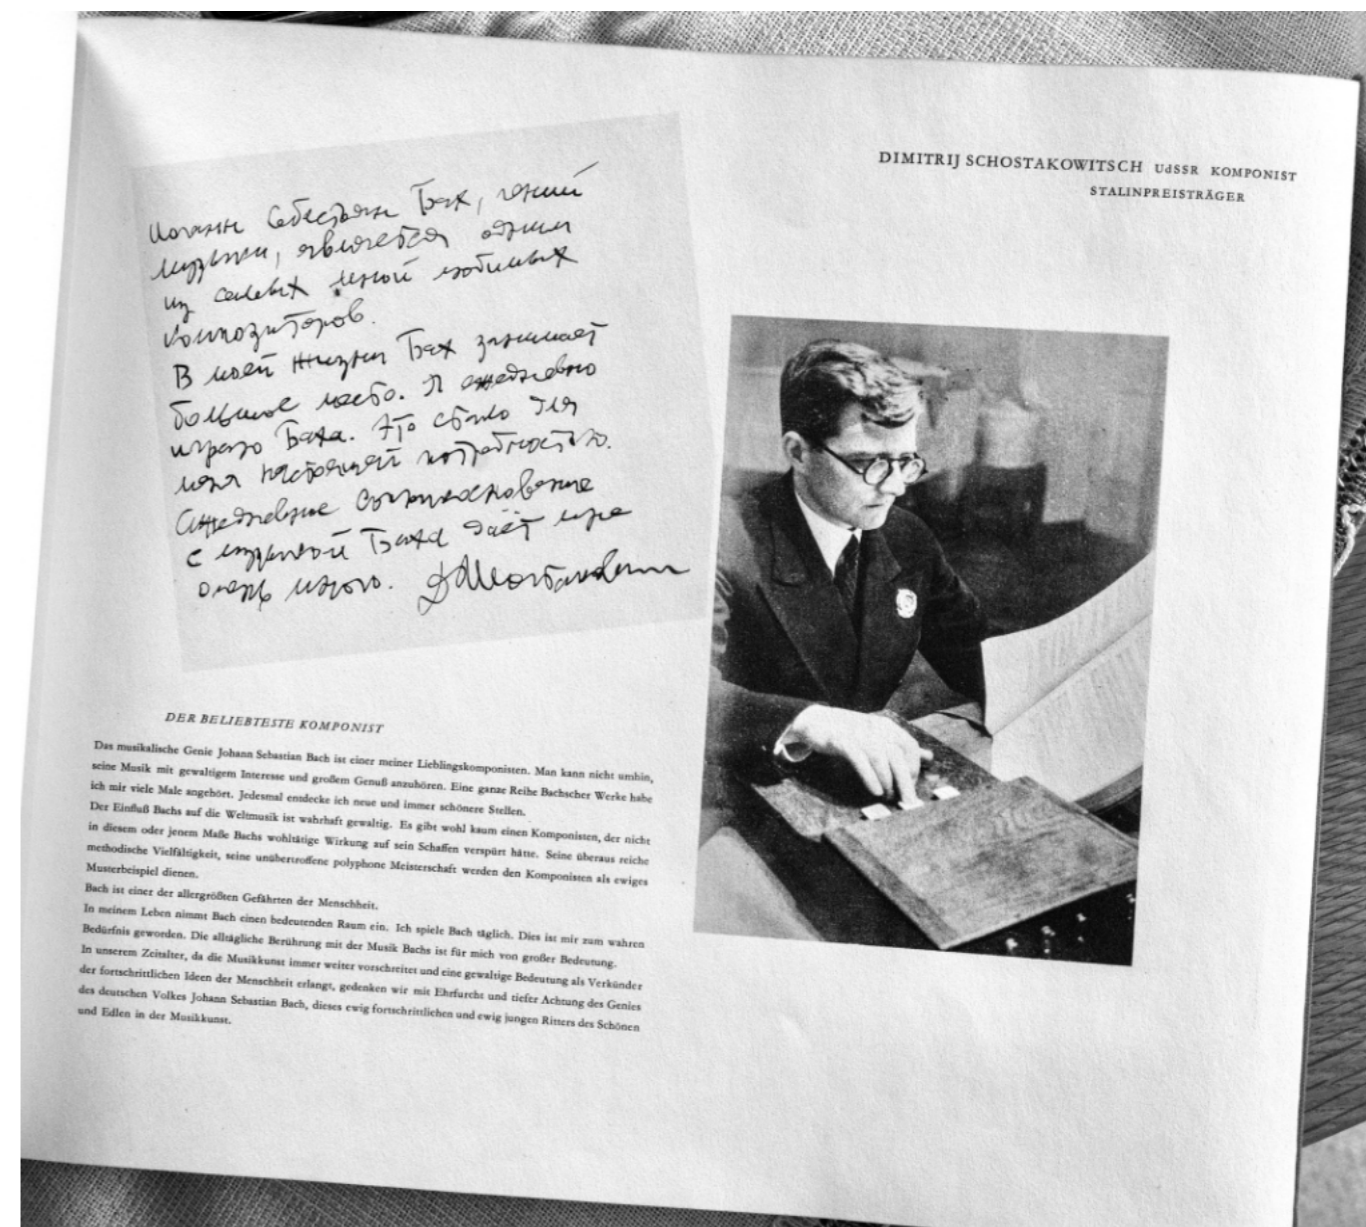 Иоганн Себастьян Бах, гений
музыки, является одним
из самых мной любимых
композиторов.
В моей жизни Бах занимает
большое место. Я ежедневно
играю Баха. Это стало для
меня настоящей потребностью.
Ежедневное соприкосновение
с музыкой Баха даёт мне
очень много. ДШостакович
DIMITRIJ SCHOSTAKOWITSCH UdSSR KOMPONIST
STALINPREISTRÄGER
DER BELIEBTESTE KOMPONIST
Das musikalische Genie Johann Sebastian Bach ist einer meiner Lieblingskomponisten. Man kann nicht umhin,
seine Musik mit gewaltigem Interesse und großem Genuß anzuhören. Eine ganze Reihe Bachscher Werke habe
ich mir viele Male angehört. Jedesmal entdecke ich neue und immer schönere Stellen.
Der Einfluß Bachs auf die Weltmusik ist wahrhaft gewaltig. Es gibt wohl kaum einen Komponisten, der nicht
in diesem oder jenem Maße Bachs wohltätige Wirkung auf sein Schaffen verspürt hätte. Seine überaus reiche
methodische Vielfältigkeit, seine unübertroffene polyphone Meisterschaft werden den Komponisten als ewiges
Musterbeispiel dienen.
Bach ist einer der allergrößten Gefährten der Menschheit.
In meinem Leben nimmt Bach einen bedeutenden Raum ein. Ich spiele Bach täglich. Dies ist mir zum wahren
Bedürfnis geworden. Die alltägliche Berührung mit der Musik Bachs ist für mich von großer Bedeutung.
In unserem Zeitalter, da die Musikkunst immer weiter vorschreitet und eine gewaltige Bedeutung als Verkünder
der fortschrittlichen Ideen der Menschheit erlangt, gedenken wir mit Ehrfurcht und tiefer Achtung des Genies
des deutschen Volkes Johann Sebastian Bach, dieses ewig fortschrittlichen und ewig jungen Ritters des Schönen
und Edlen in der Musikkunst.